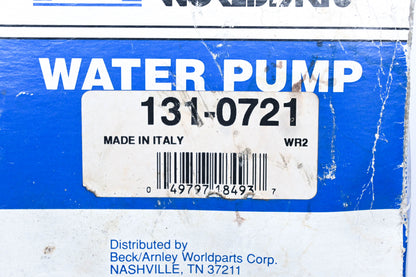 WATER PUMP
131-0721
MADE IN ITALY WR2
0 49797 18493 7
Distributed by
Beck/Arnley Worldparts Corp.
NASHVILLE, TN 37211